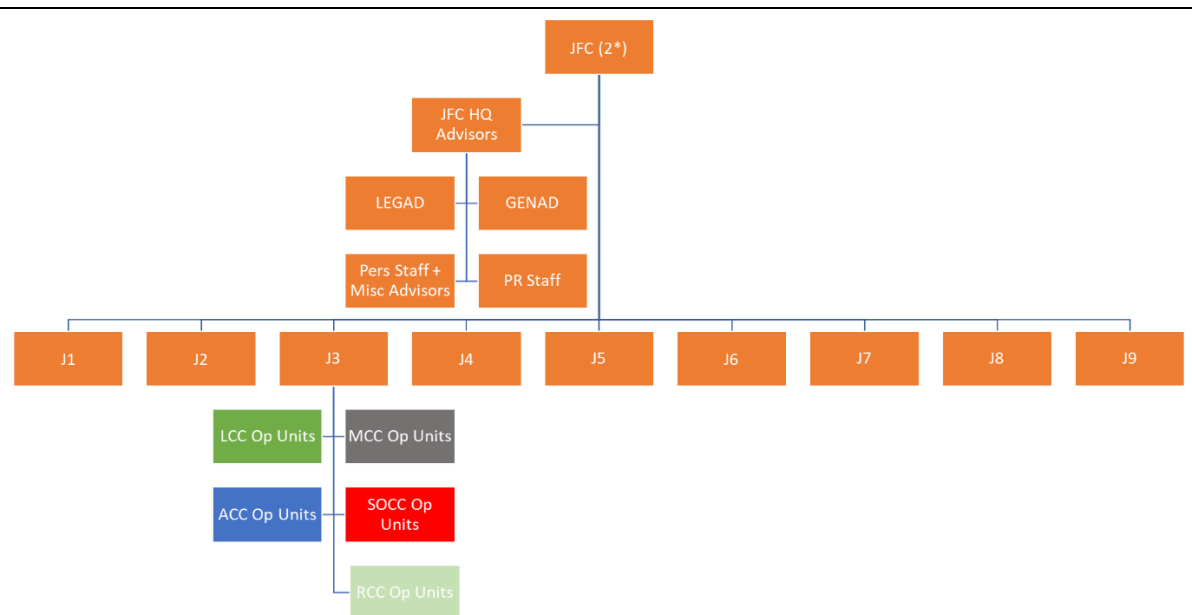 JFC (2*)
JFC HQ
Advisors
LEGAD
GENAD
Pers Staff +
Misc Advisors
PR Staff
J1
J2
J3
J4
J5
J6
J7
J8
J9
LCC Op Units
MCC Op Units
ACC Op Units
SOCC Op
Units
RCC Op Units